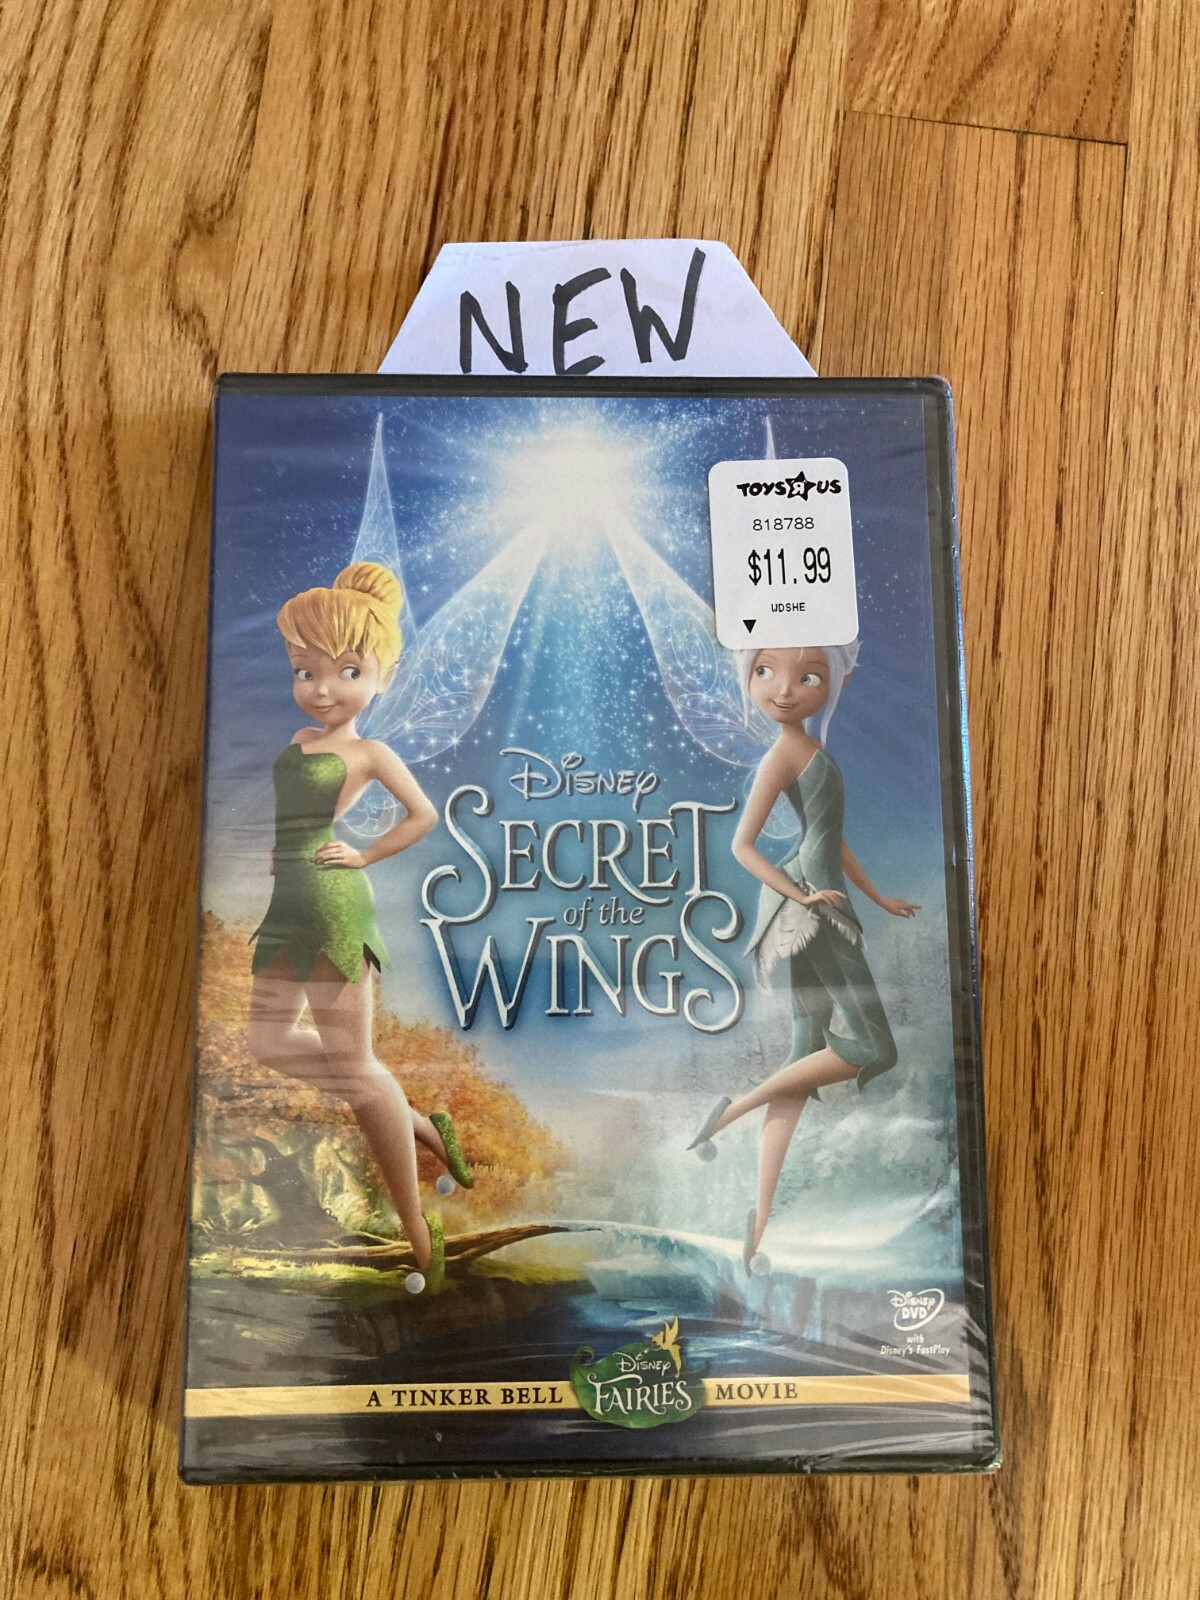 NEW
TOYS R US
818788
$11.99
WDSHE
Disney
SECRET
of the
WINGS
Disney
DVD
with
Disney's FastPlay
Disney
A TINKER BELL FAIRIES MOVIE